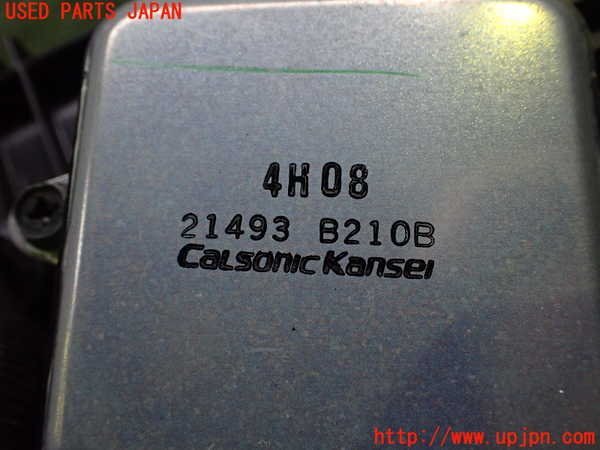 USED PARTS JAPAN
4H08
21493 B210B
CALSONIC KANSEI
http://www.upjpn.com/